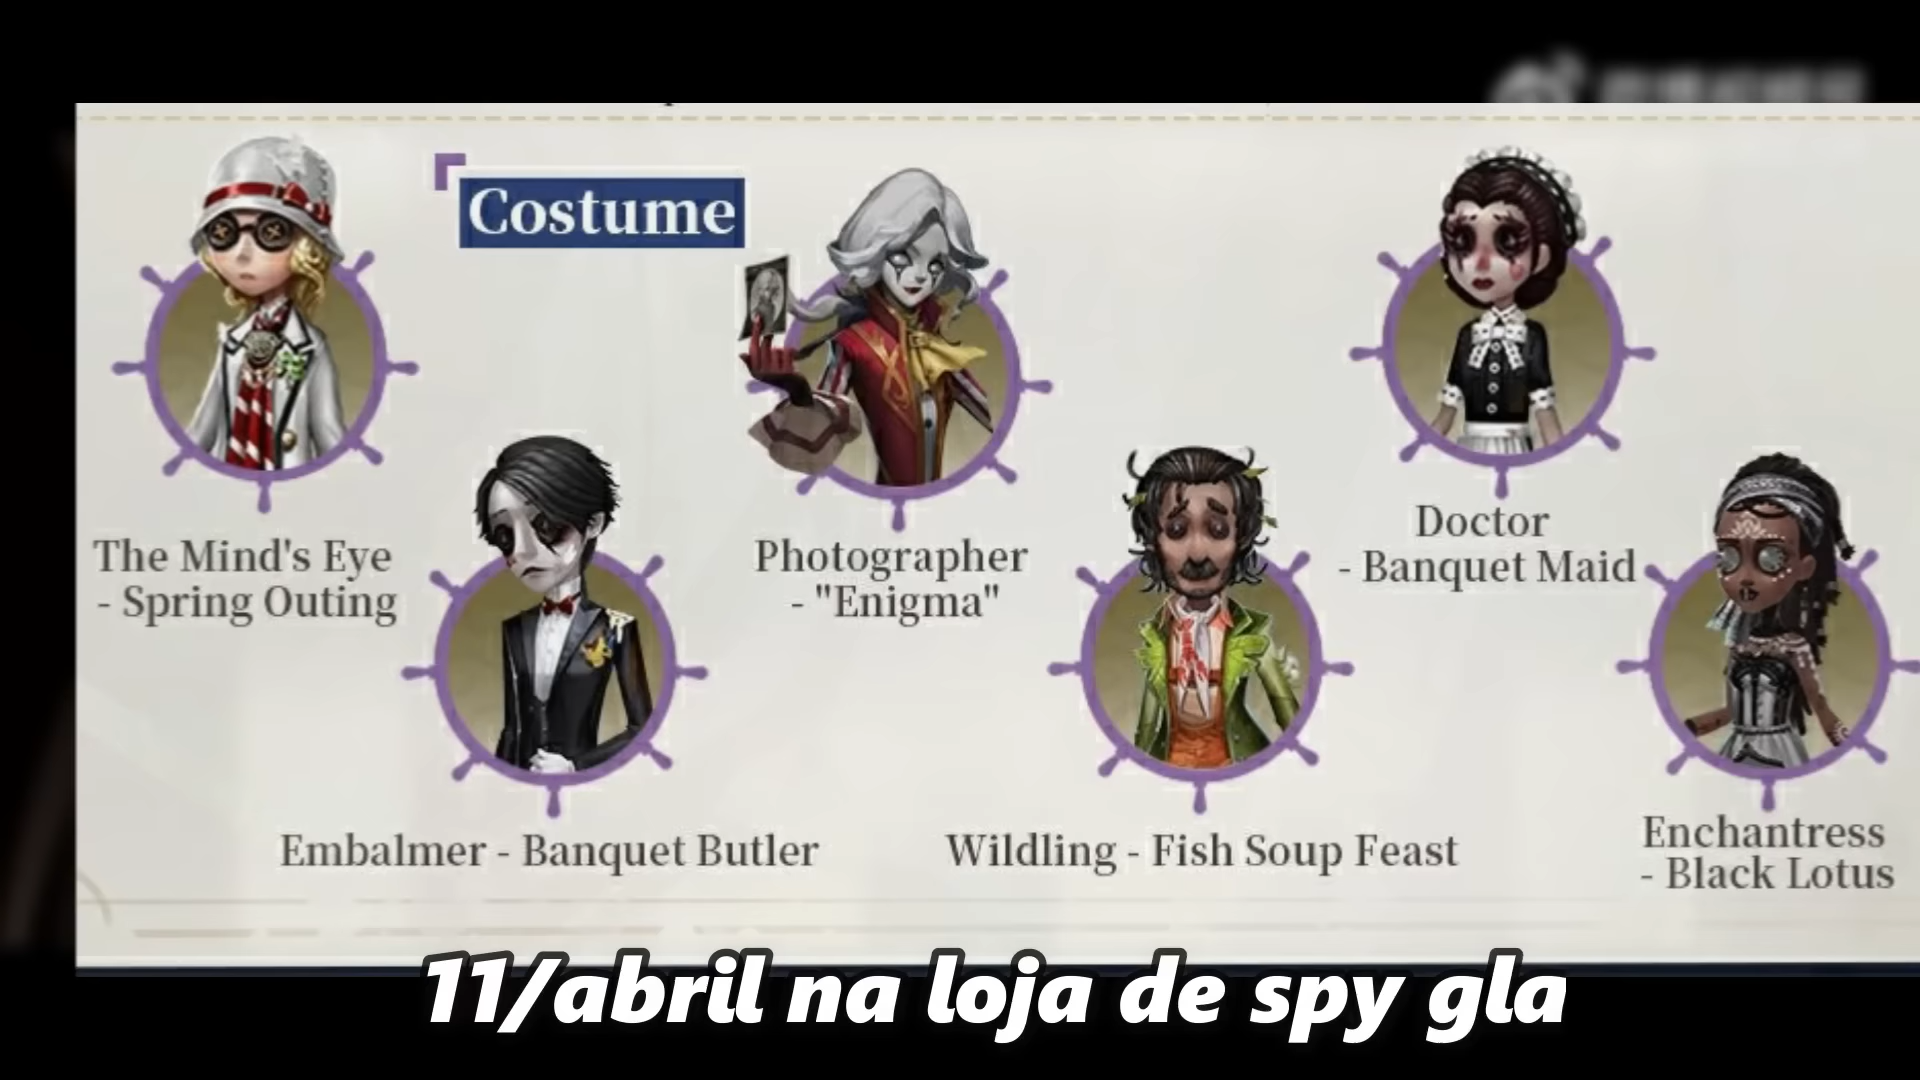 Costume
The Mind's Eye
- Spring Outing
Photographer
- "Enigma"
Doctor
- Banquet Maid
Embalmer - Banquet Butler
Wildling - Fish Soup Feast
Enchantress
- Black Lotus
11/abril na loja de spy gla